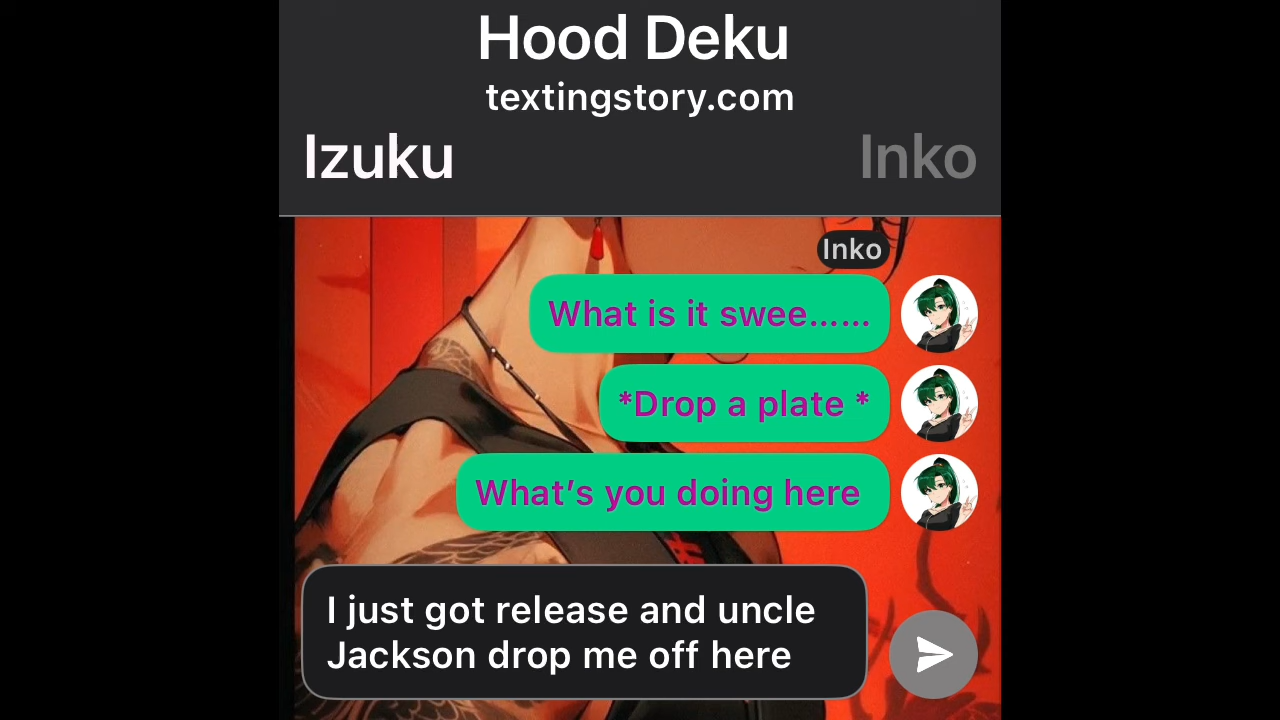 Hood Deku
textingstory.com
Izuku
Inko
Inko
What is it swee......
*Drop a plate *
What’s you doing here
I just got release and uncle
Jackson drop me off here